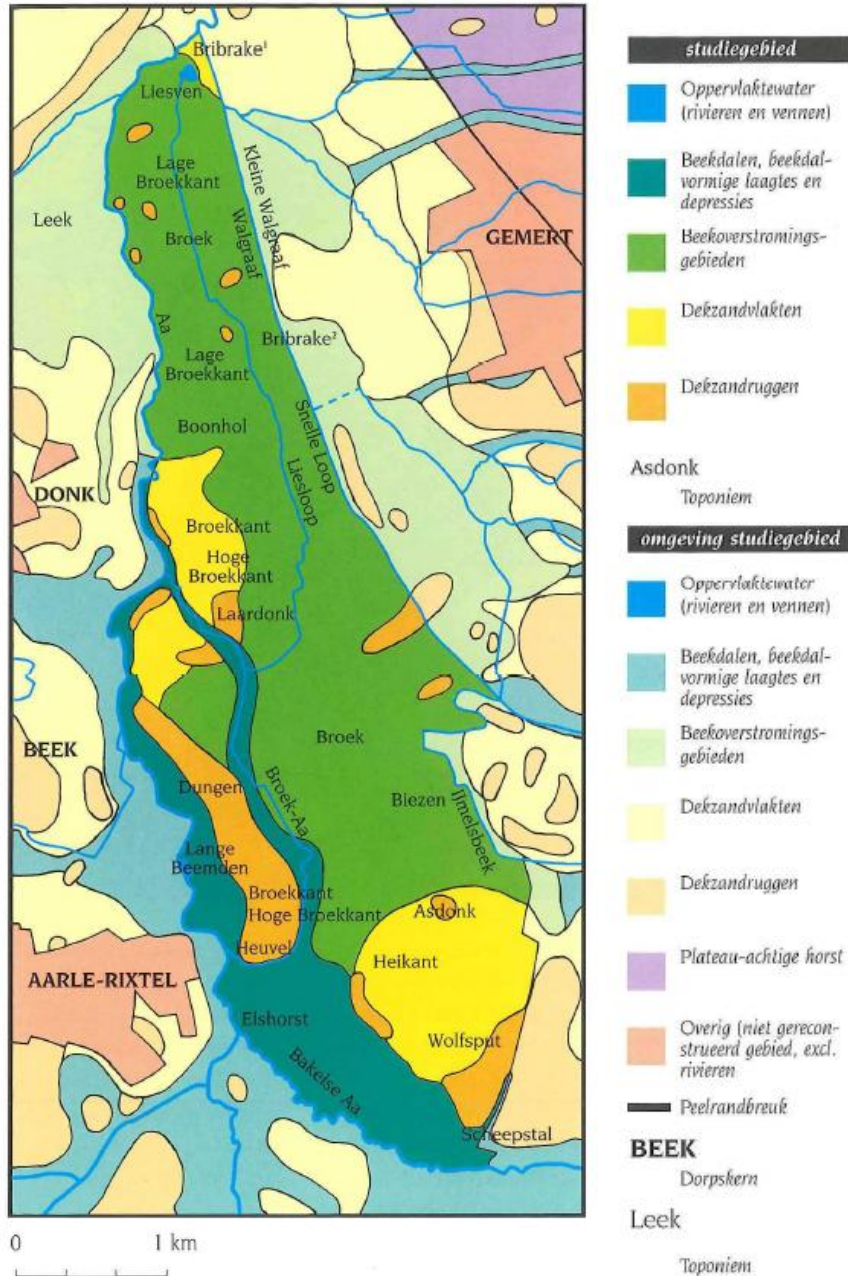 Bribrake¹
Liesven
Lage
Broekkant
Leek
Broek
Kleine Walgraaf
Walgraaf
GEMERT
Aa
Bribrake²
Lage
Broekkant
Boonhol
Snelle Loop
Liesloop
DONK
Broekkant
Hoge
Broekkant
Laardonk
BEEK
Broek
Dungen
Broek-Aa
Biezen
IJmelsbeek
Lange
Beemden
Broekkant
Hoge Broekkant
Asdonk
Heuvel
Heikant
AARLE-RIXTEL
Elshorst
Wolfsput
Bakelse Aa
Scheepstal
0 1 km
studiegebied
Oppervlaktewater
(rivieren en vennen)
Beekdalen, beekdal-
vormige laagtes en
depressies
Beekoverstromings-
gebieden
Dekzandvlakten
Dekzandruggen
Asdonk
Toponiem
omgeving studiegebied
Oppervlaktewater
(rivieren en vennen)
Beekdalen, beekdal-
vormige laagtes en
depressies
Beekoverstromings-
gebieden
Dekzandvlakten
Dekzandruggen
Plateau-achtige horst
Overig (niet gerecon-
strueerd gebied, excl.
rivieren
Peelrandbreuk
BEEK
Dorpskern
Leek
Toponiem